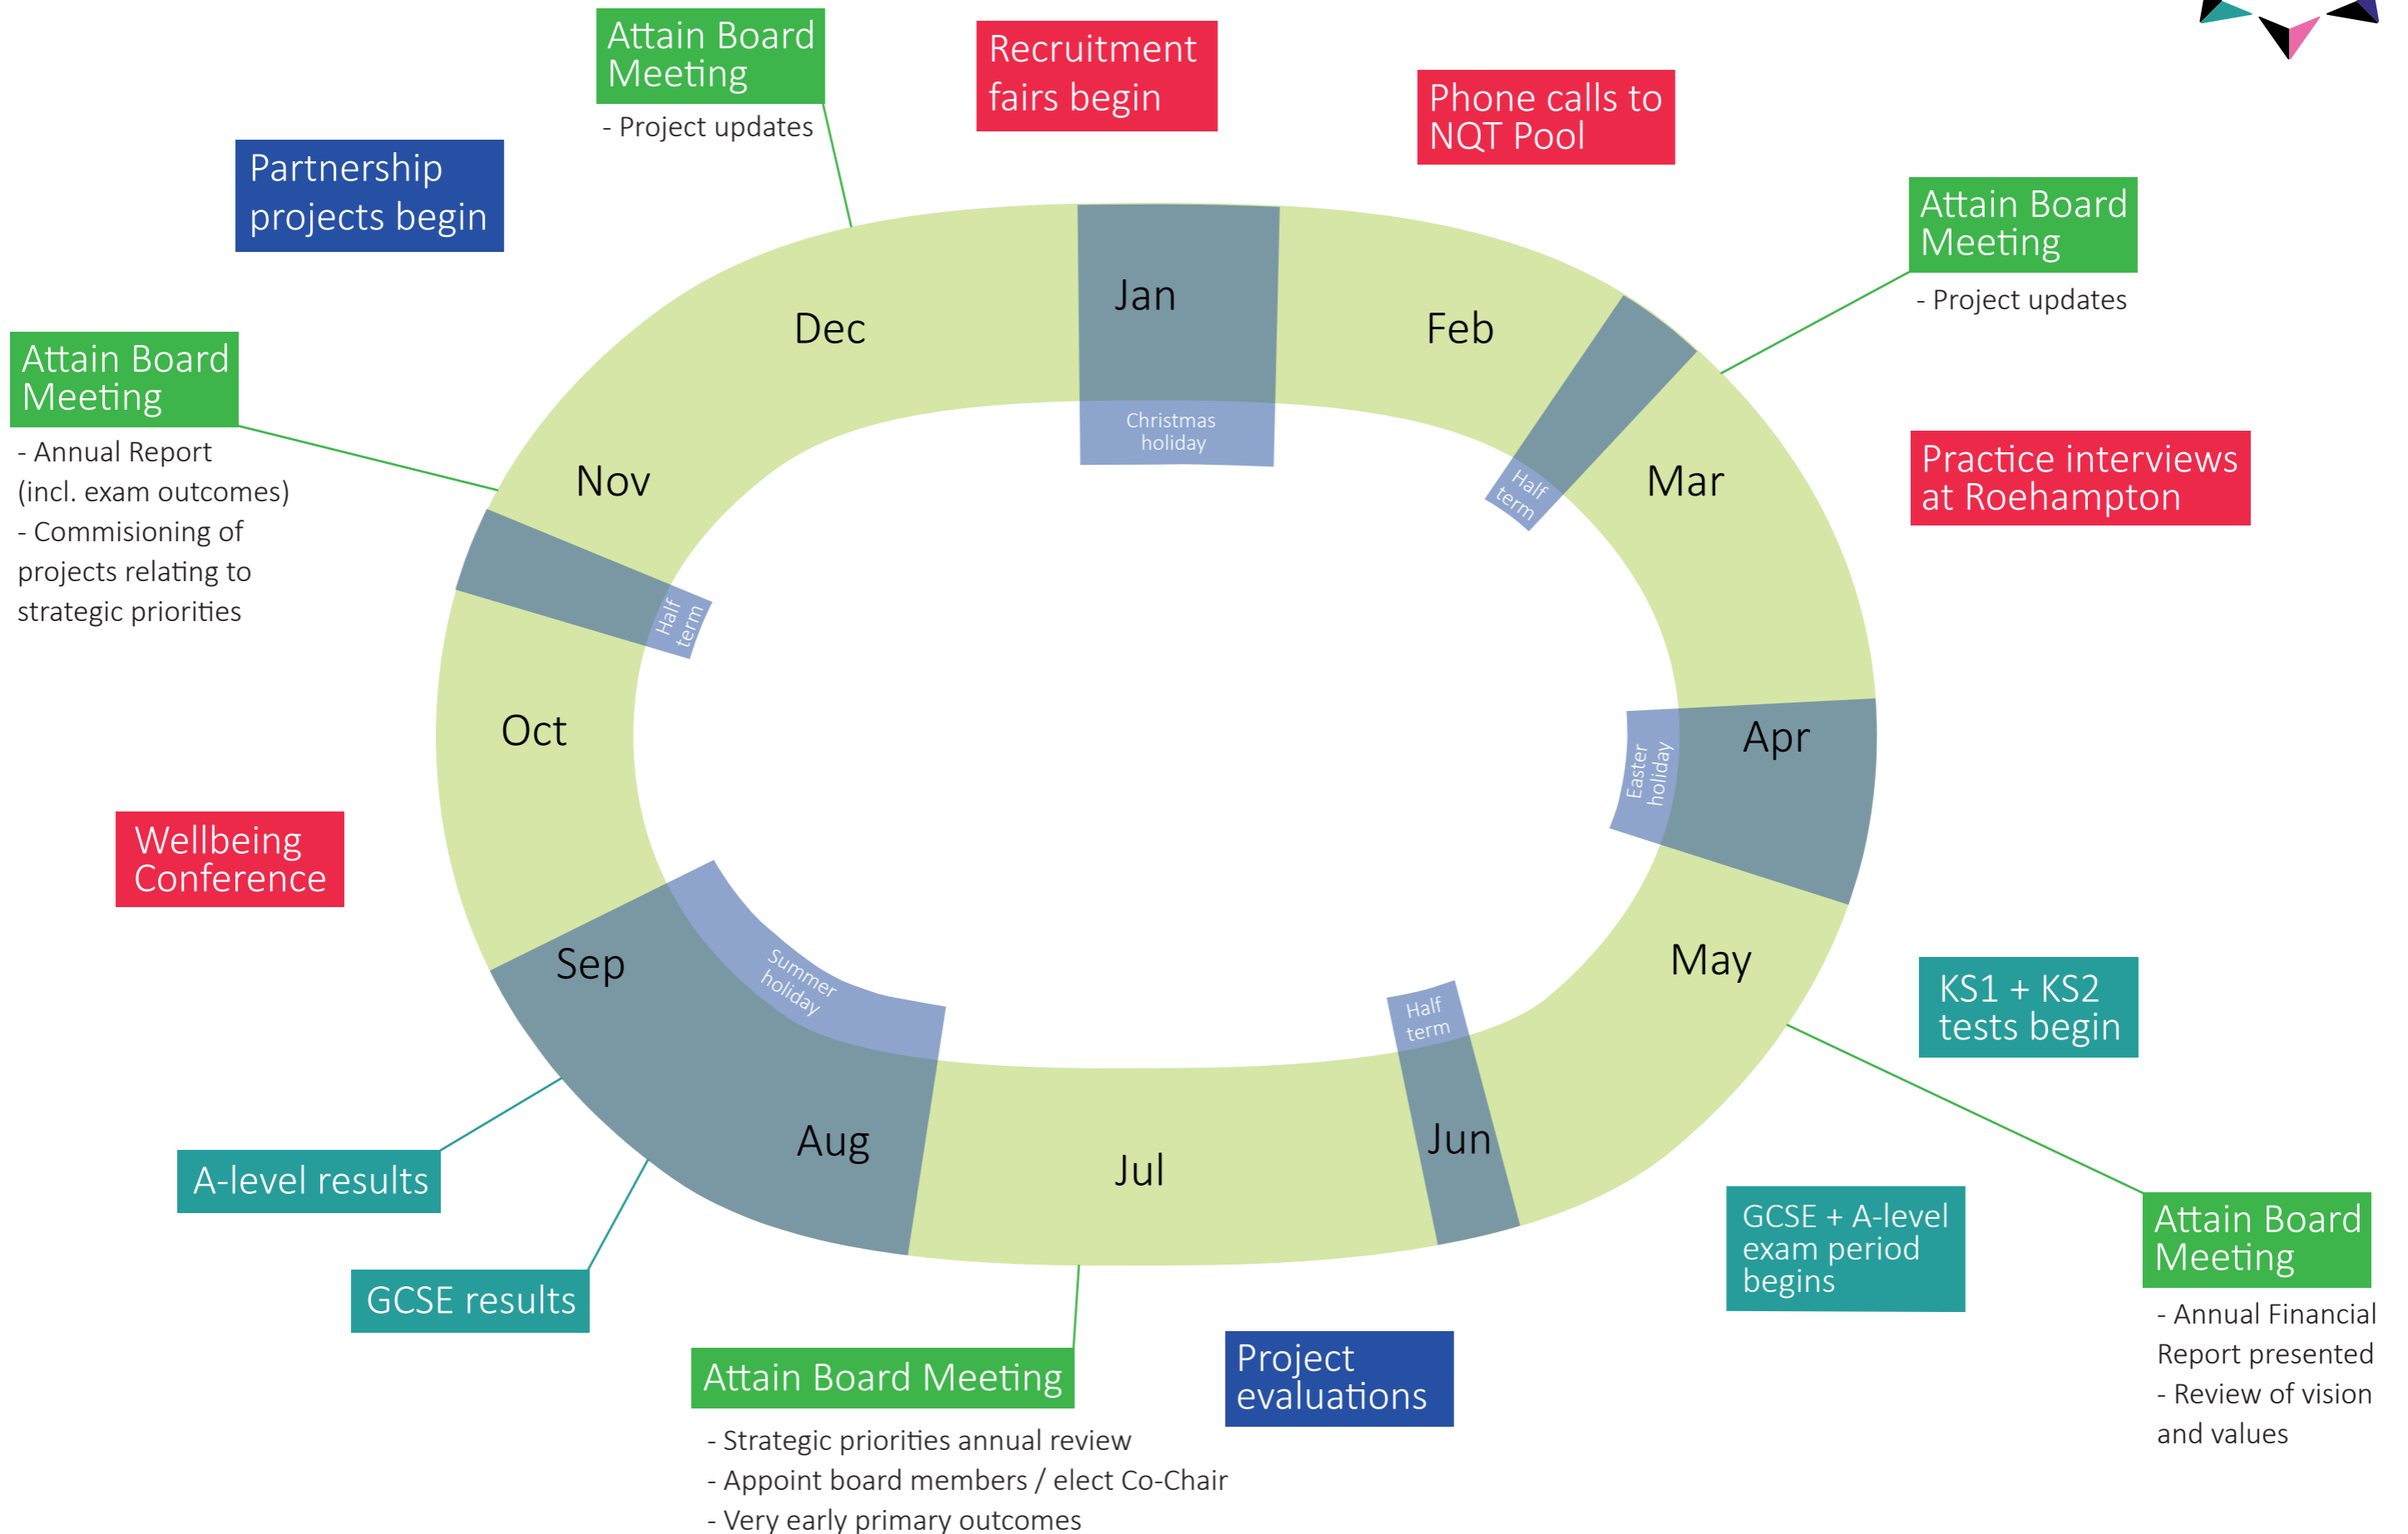 Attain Board
Meeting
- Project updates
Recruitment
fairs begin
Phone calls to
NQT Pool
Partnership
projects begin
Attain Board
Meeting
- Project updates
Attain Board
Meeting
- Annual Report
(incl. exam outcomes)
- Commisioning of
projects relating to
strategic priorities
Practice interviews
at Roehampton
Jan
Feb
Mar
Apr
May
Jun
Jul
Aug
Sep
Oct
Nov
Dec
Christmas
holiday
Half
term
Easter
holiday
Half
term
Summer
holiday
Half
term
Wellbeing
Conference
KS1 + KS2
tests begin
A-level results
GCSE results
GCSE + A-level
exam period
begins
Attain Board
Meeting
- Annual Financial
Report presented
- Review of vision
and values
Project
evaluations
Attain Board Meeting
- Strategic priorities annual review
- Appoint board members / elect Co-Chair
- Very early primary outcomes